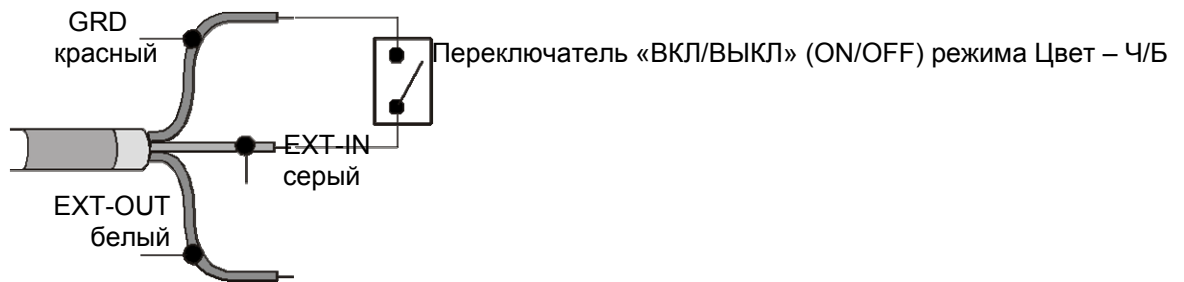 GRD
красный
Переключатель «ВКЛ/ВЫКЛ» (ON/OFF) режима Цвет – Ч/Б
EXT-IN
серый
EXT-OUT
белый